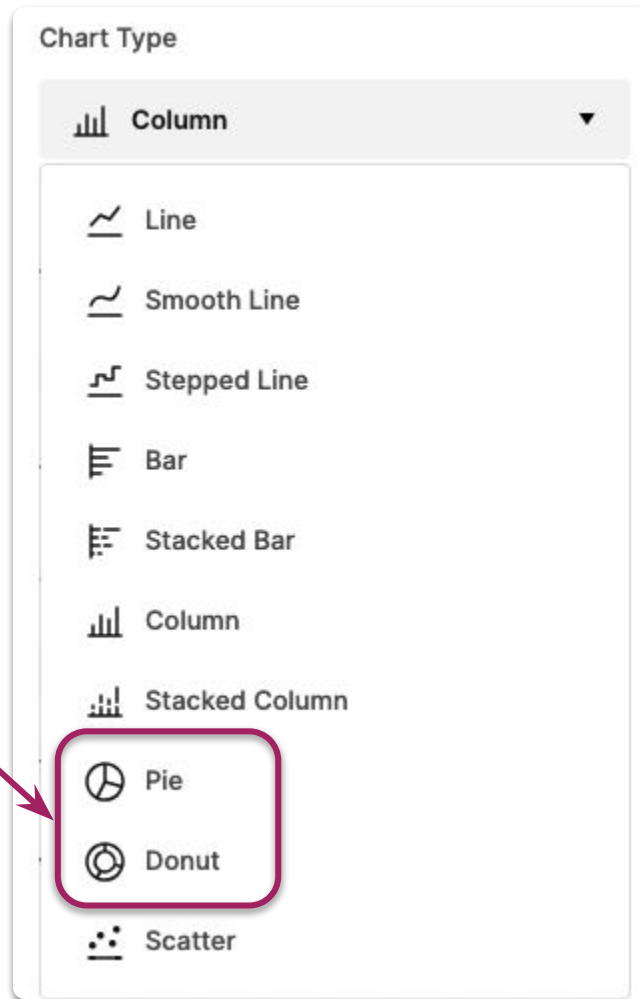 Chart Type
Column
Line
Smooth Line
Stepped Line
Bar
Stacked Bar
Column
Stacked Column
Pie
Donut
Scatter